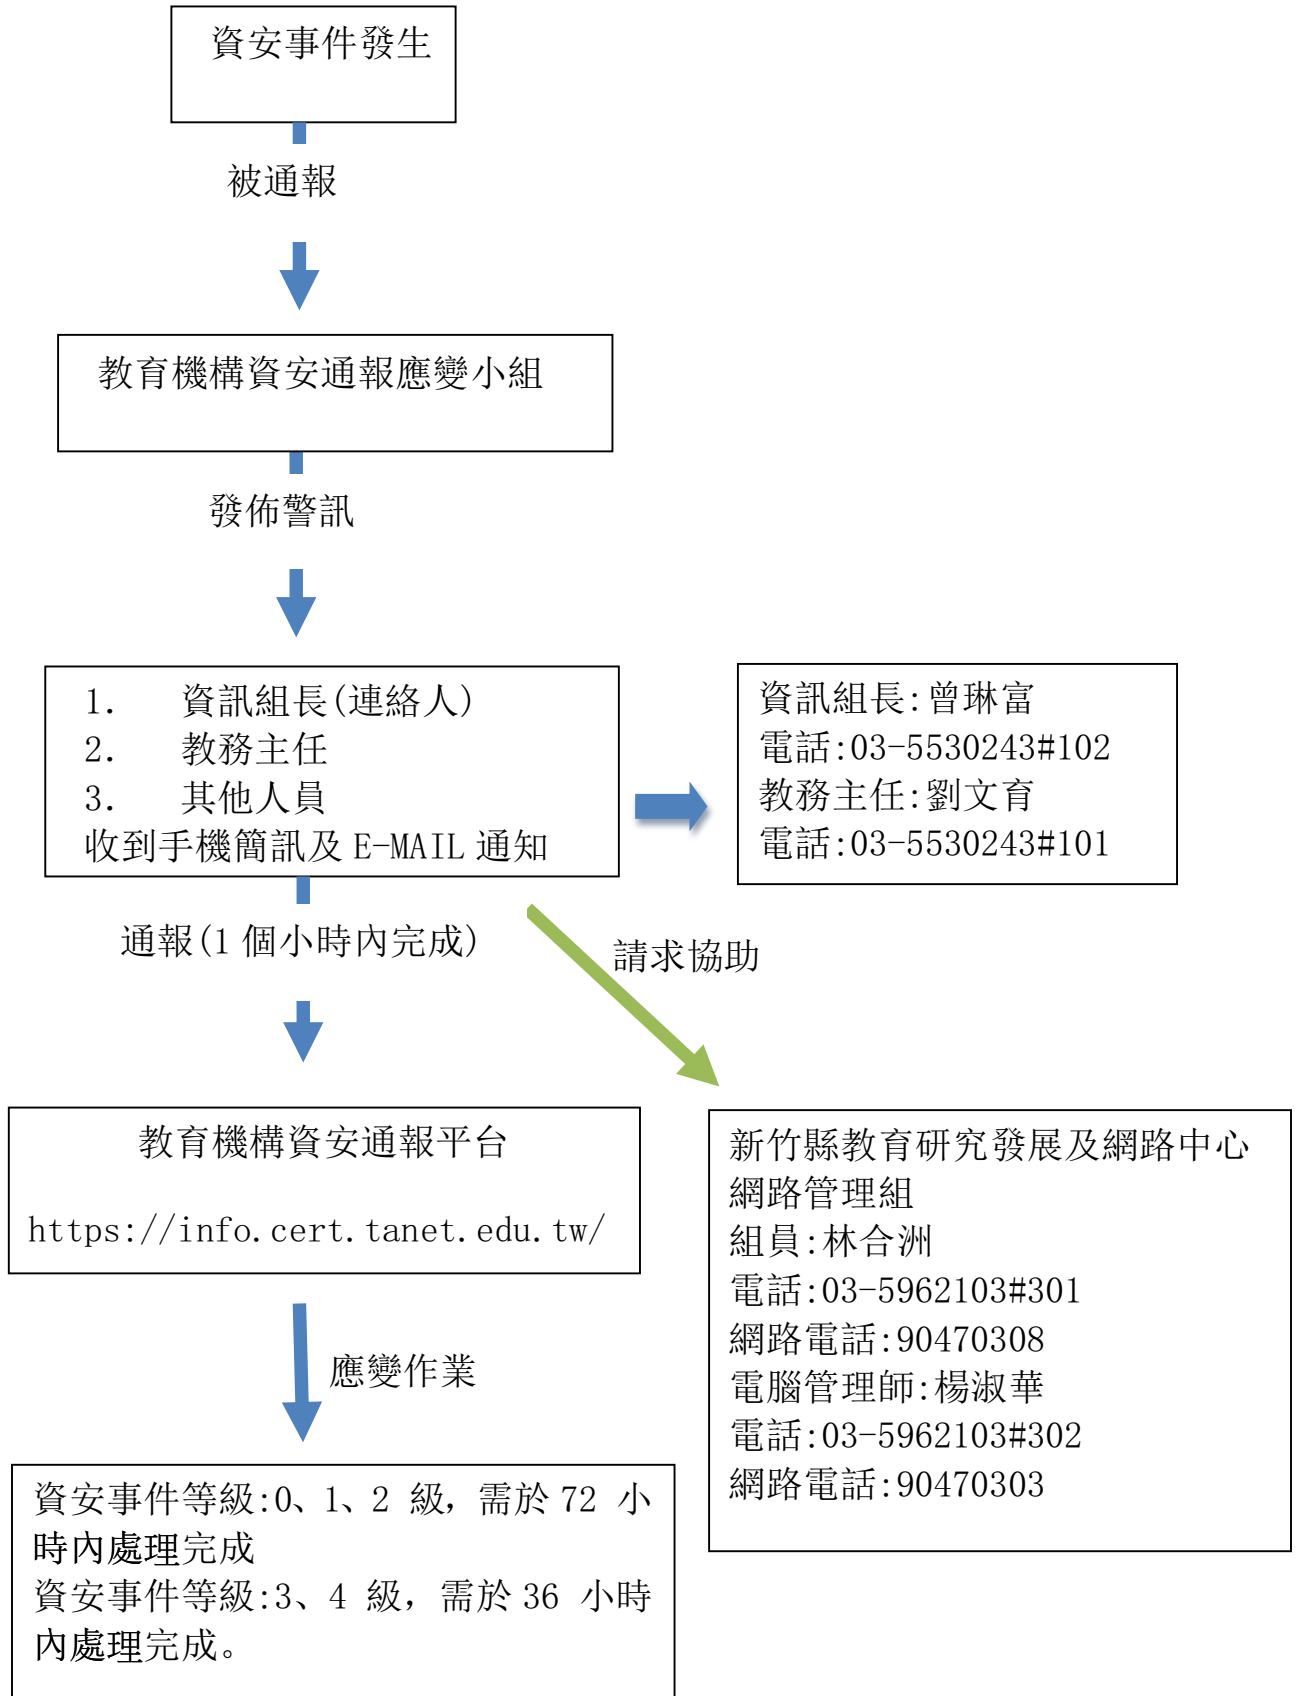 資安事件發生
被通報
教育機構資安通報應變小組
發佈警訊
1. 資訊組長(連絡人)
2. 教務主任
3. 其他人員
收到手機簡訊及 E-MAIL 通知
資訊組長:曾琳富
電話:03-5530243#102
教務主任:劉文育
電話:03-5530243#101
通報(1 個小時內完成)
請求協助
教育機構資安通報平台
https://info.cert.tanet.edu.tw/
新竹縣教育研究發展及網路中心
網路管理組
組員:林合洲
電話:03-5962103#301
網路電話:90470308
電腦管理師:楊淑華
電話:03-5962103#302
網路電話:90470303
應變作業
資安事件等級:0、1、2 級，需於 72 小
時內處理完成
資安事件等級:3、4 級，需於 36 小時
內處理完成。